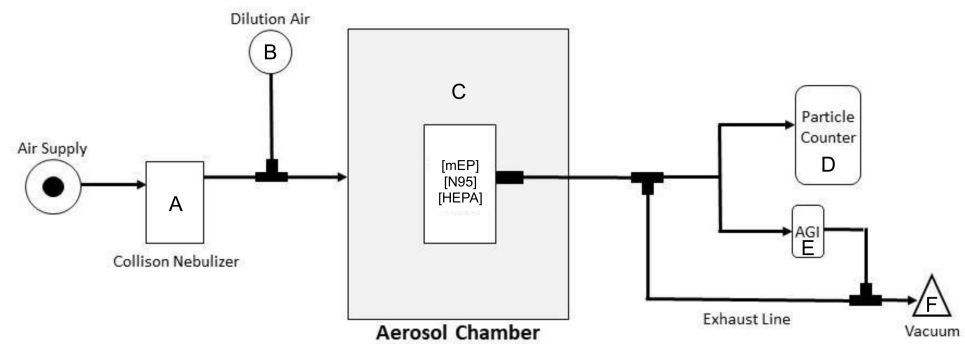 Dilution Air
B
Air Supply
A
Collison Nebulizer
C
[mEP]
[N95]
[HEPA]
Aerosol Chamber
Particle
Counter
D
AGI
E
Exhaust Line
F
Vacuum